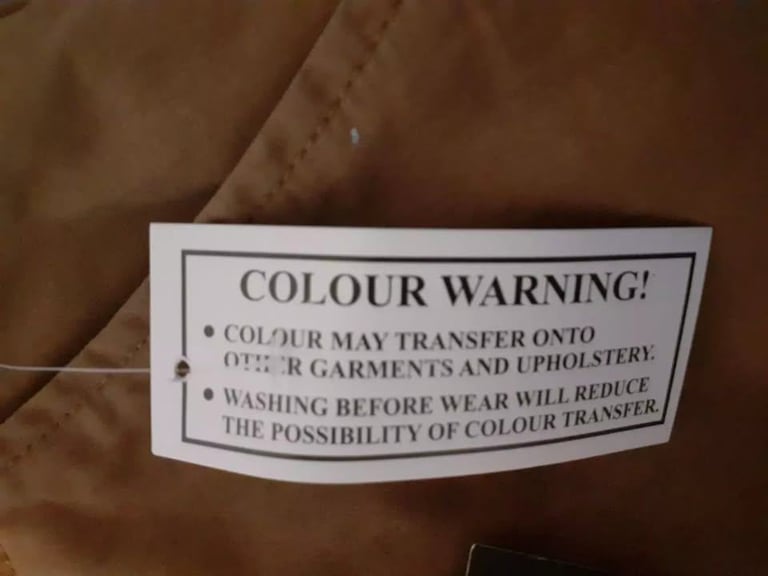 COLOUR WARNING!
• COLOUR MAY TRANSFER ONTO
OTHER GARMENTS AND UPHOLSTERY.
• WASHING BEFORE WEAR WILL REDUCE
THE POSSIBILITY OF COLOUR TRANSFER.